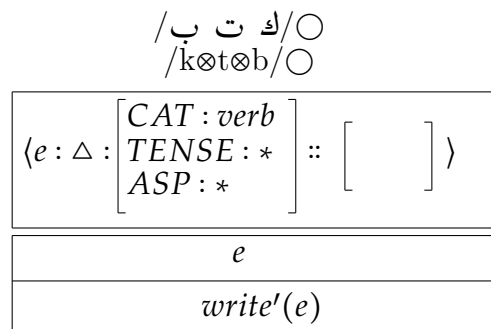 /ك ت ب/◯
/k⊗t⊗b/◯
⟨e : △ : [CAT : verb
TENSE : ∗
ASP : ∗] :: [ ] ⟩
e
write′(e)